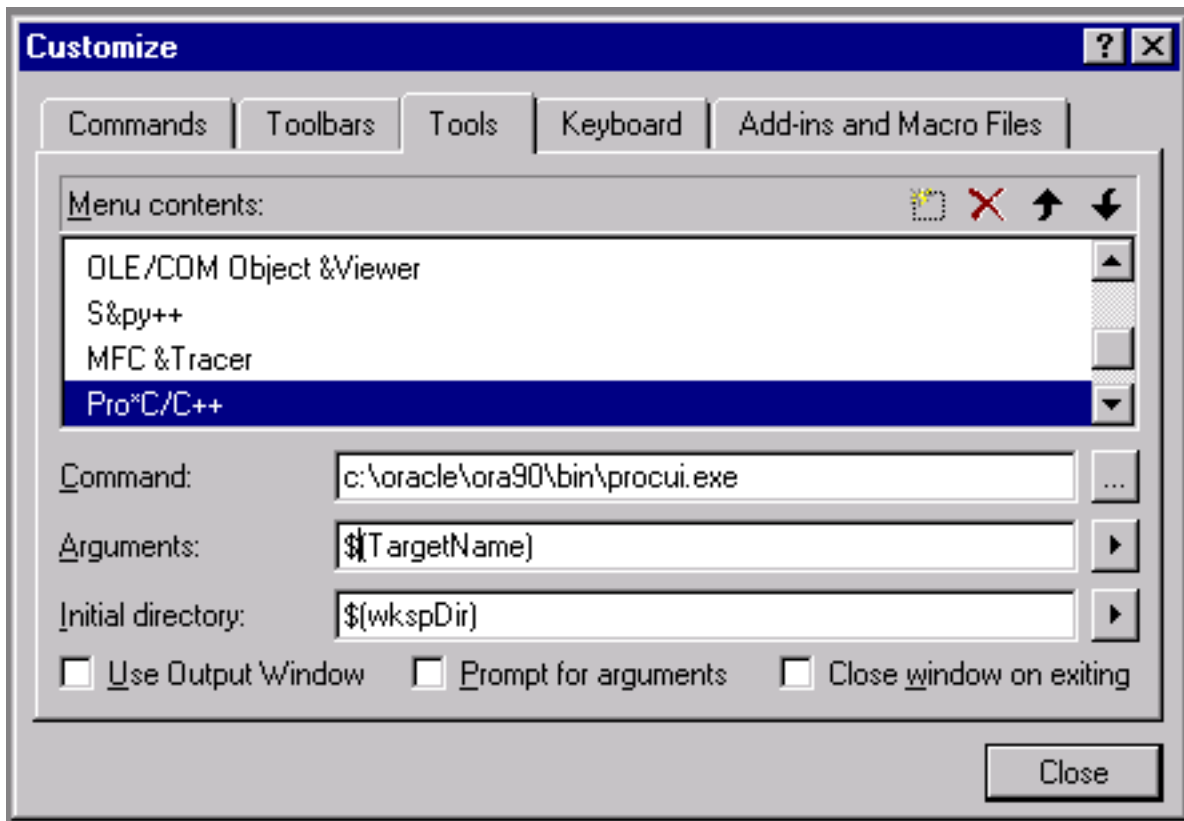 Customize
Commands Toolbars Tools Keyboard Add-ins and Macro Files
Menu contents:
OLE/COM Object &Viewer
S&py++
MFC &Tracer
Pro*C/C++
Command: c:\oracle\ora90\bin\procui.exe ...
Arguments: $(TargetName)
Initial directory: $(wkspDir)
Use Output Window Prompt for arguments Close window on exiting
Close